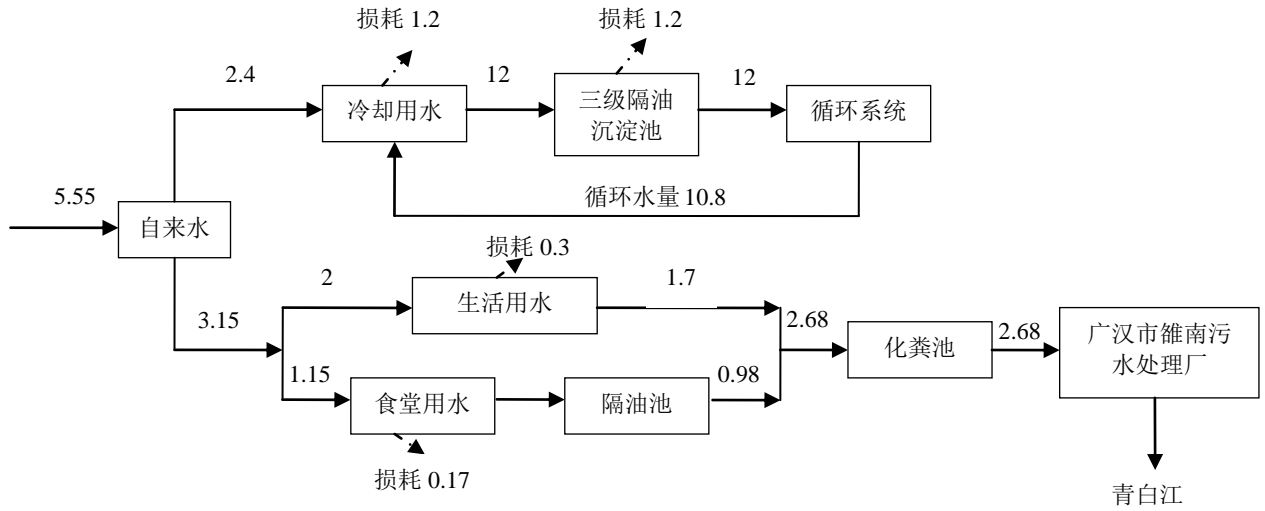 损耗 1.2
损耗 1.2
2.4
12
12
冷却用水
三级隔油
沉淀池
循环系统
5.55
循环水量 10.8
自来水
损耗 0.3
2
生活用水
1.7
3.15
2.68
化粪池
2.68
广汉市雒南污
水处理厂
1.15
食堂用水
隔油池
0.98
损耗 0.17
青白江